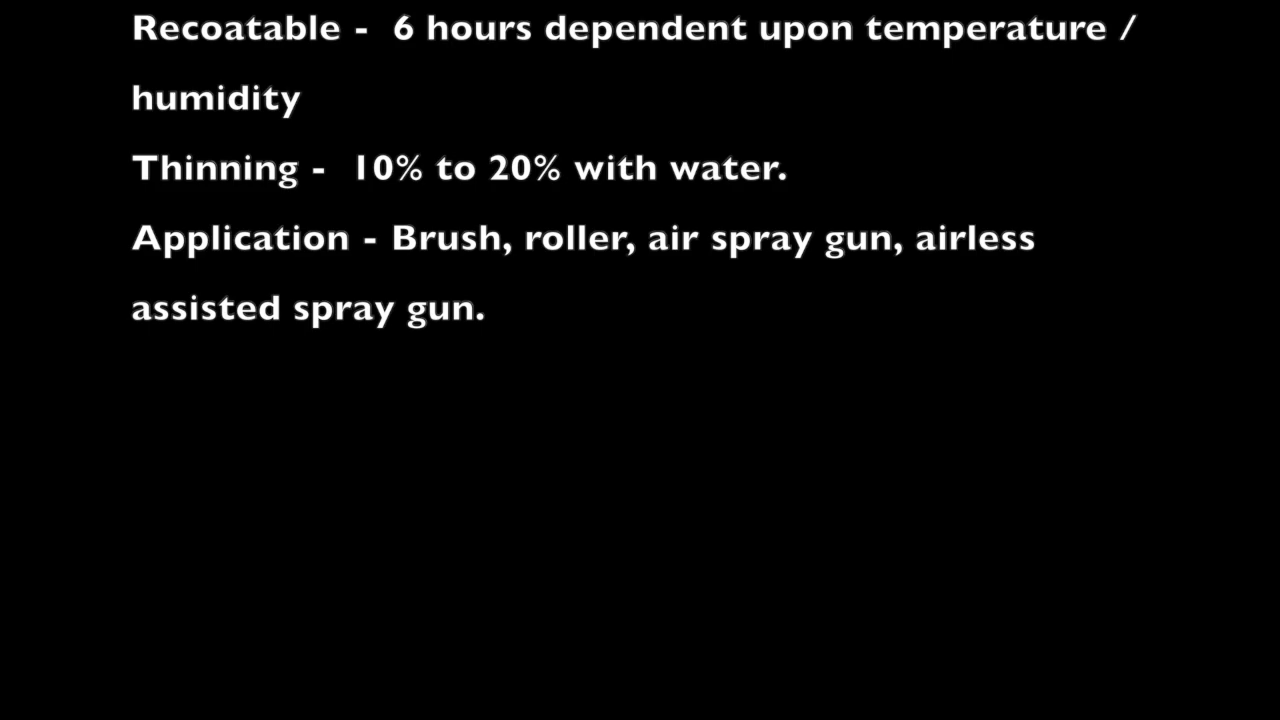 Recoatable -  6 hours dependent upon temperature /
humidity
Thinning -  10% to 20% with water.
Application - Brush, roller, air spray gun, airless
assisted spray gun.